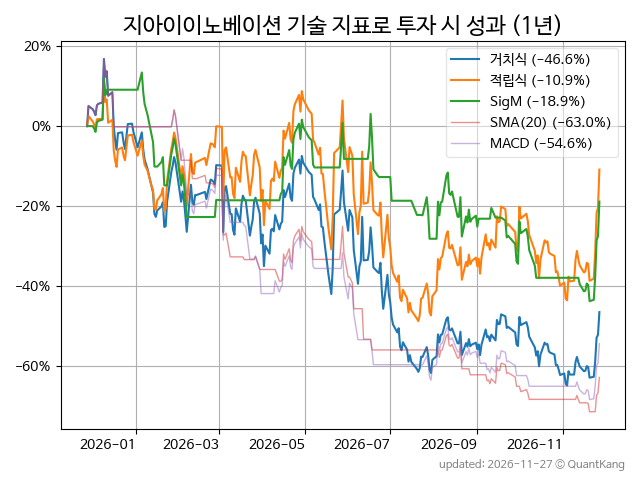 지아이이노베이션 기술 지표로 투자 시 성과 (1년)
거치식 (−46.6%)
적립식 (−10.9%)
SigM (−18.9%)
SMA(20) (−63.0%)
MACD (−54.6%)
20%
0%
−20%
−40%
−60%
2026-01 2026-03 2026-05 2026-07 2026-09 2026-11
updated: 2026-11-27 © QuantKang